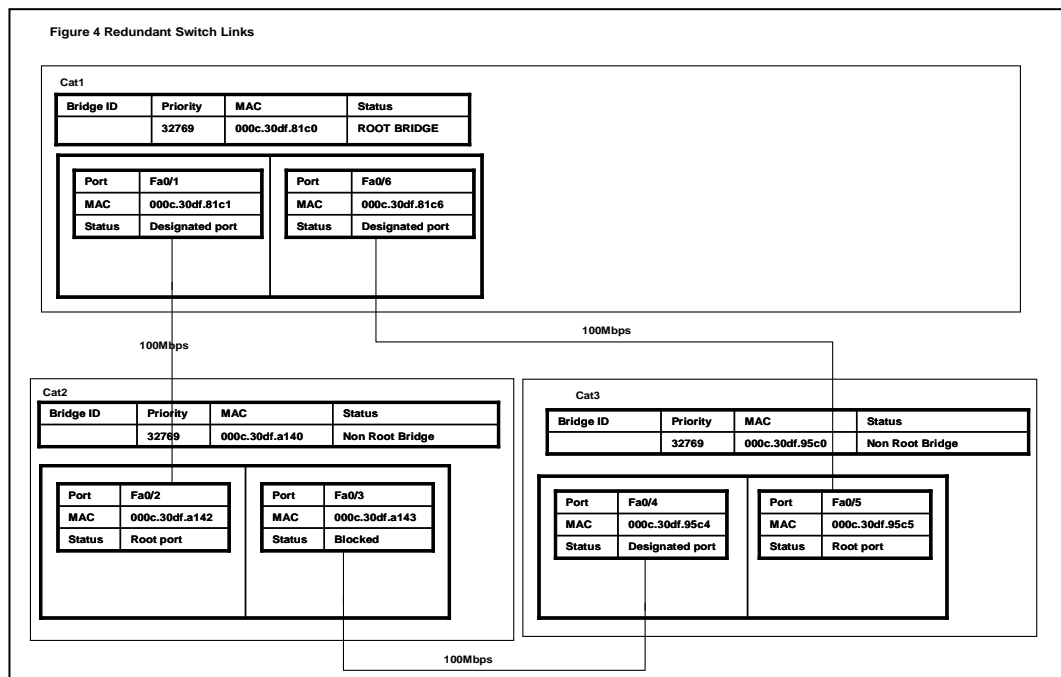 Figure 4 Redundant Switch Links
Cat1
Bridge ID Priority MAC Status
32769 000c.30df.81c0 ROOT BRIDGE
Port Fa0/1
MAC 000c.30df.81c1
Status Designated port
Port Fa0/6
MAC 000c.30df.81c6
Status Designated port
100Mbps
100Mbps
Cat2
Bridge ID Priority MAC Status
32769 000c.30df.a140 Non Root Bridge
Port Fa0/2
MAC 000c.30df.a142
Status Root port
Port Fa0/3
MAC 000c.30df.a143
Status Blocked
Cat3
Bridge ID Priority MAC Status
32769 000c.30df.95c0 Non Root Bridge
Port Fa0/4
MAC 000c.30df.95c4
Status Designated port
Port Fa0/5
MAC 000c.30df.95c5
Status Root port
100Mbps